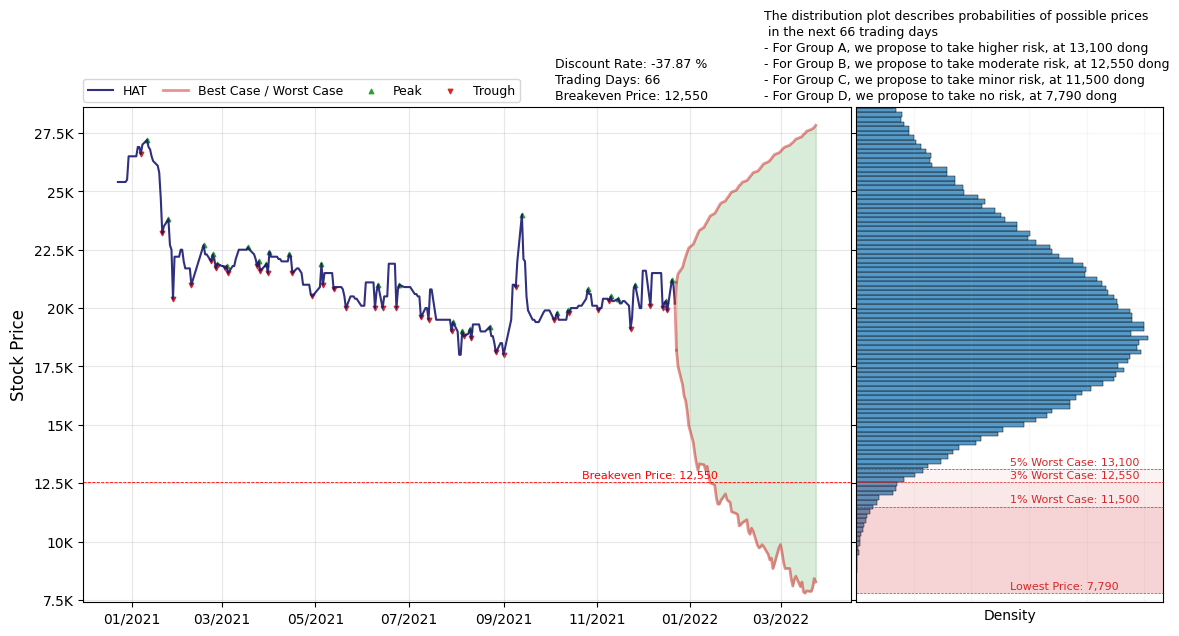 The distribution plot describes probabilities of possible prices
in the next 66 trading days
- For Group A, we propose to take higher risk, at 13,100 dong
- For Group B, we propose to take moderate risk, at 12,550 dong
- For Group C, we propose to take minor risk, at 11,500 dong
- For Group D, we propose to take no risk, at 7,790 dong
Discount Rate: -37.87 %
Trading Days: 66
Breakeven Price: 12,550
HAT Best Case / Worst Case Peak Trough
Stock Price
27.5K
25K
22.5K
20K
17.5K
15K
12.5K
10K
7.5K
Breakeven Price: 12,550
5% Worst Case: 13,100
3% Worst Case: 12,550
1% Worst Case: 11,500
Lowest Price: 7,790
01/2021 03/2021 05/2021 07/2021 09/2021 11/2021 01/2022 03/2022
Density